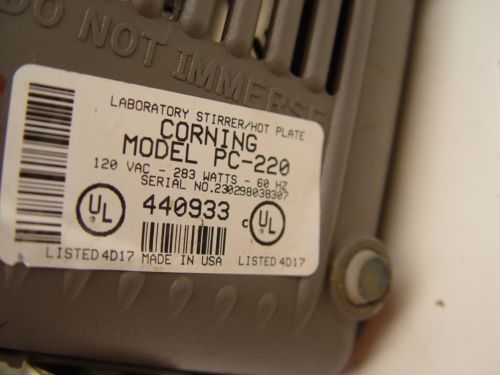 DO NOT IMMERSE
LABORATORY STIRRER/HOT PLATE
CORNING
MODEL PC-220
120 VAC - 283 WATTS - 60 HZ
SERIAL NO.230298038307
UL 440933 C UL
LISTED 4D17 MADE IN USA LISTED 4D17